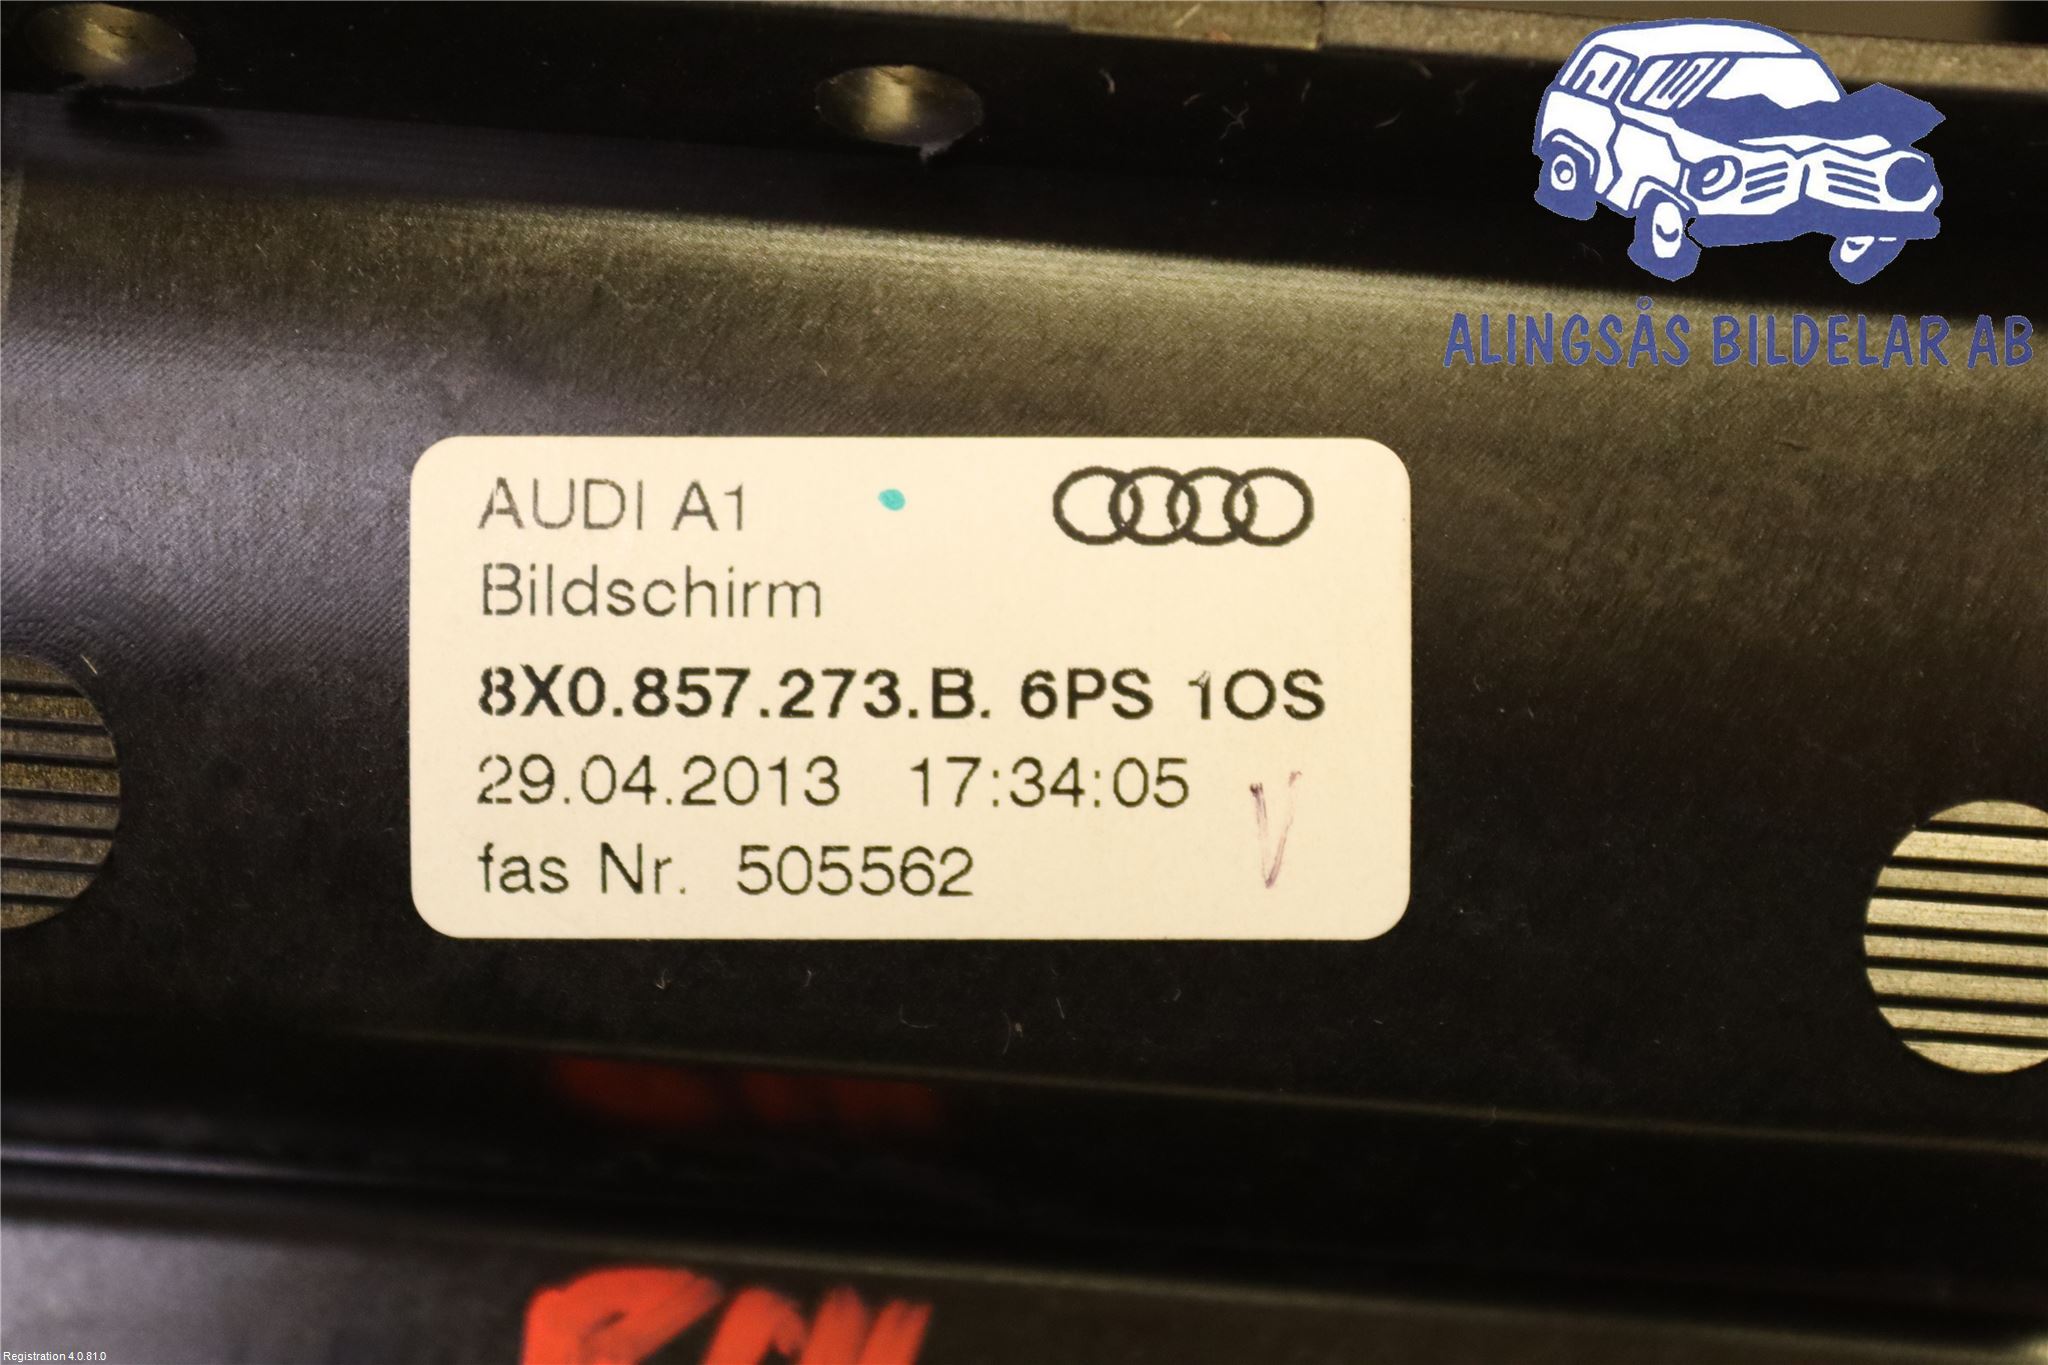 ALINGSÅS BILDELAR AB
AUDI A1
Bildschirm
8X0.857.273.B. 6PS 1OS
29.04.2013 17:34:05
fas Nr. 505562
V
Registration 4.0.81.0